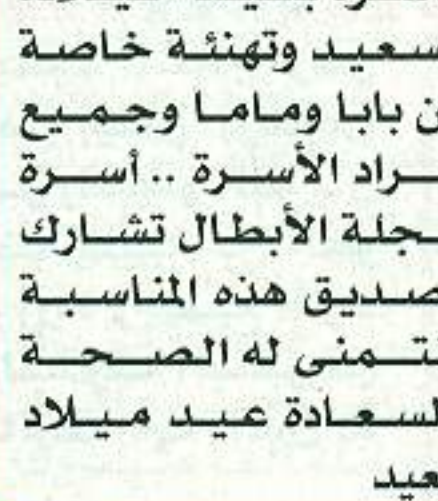 سعيد وتهنئة خاصة
ن بابا وماما وجميع
راد الأسرة .. أسرة
جلة الأبطال تشارك
صديق هذه المناسبة
تتمنى له الصحة
لسعادة عيد ميلاد
عيد